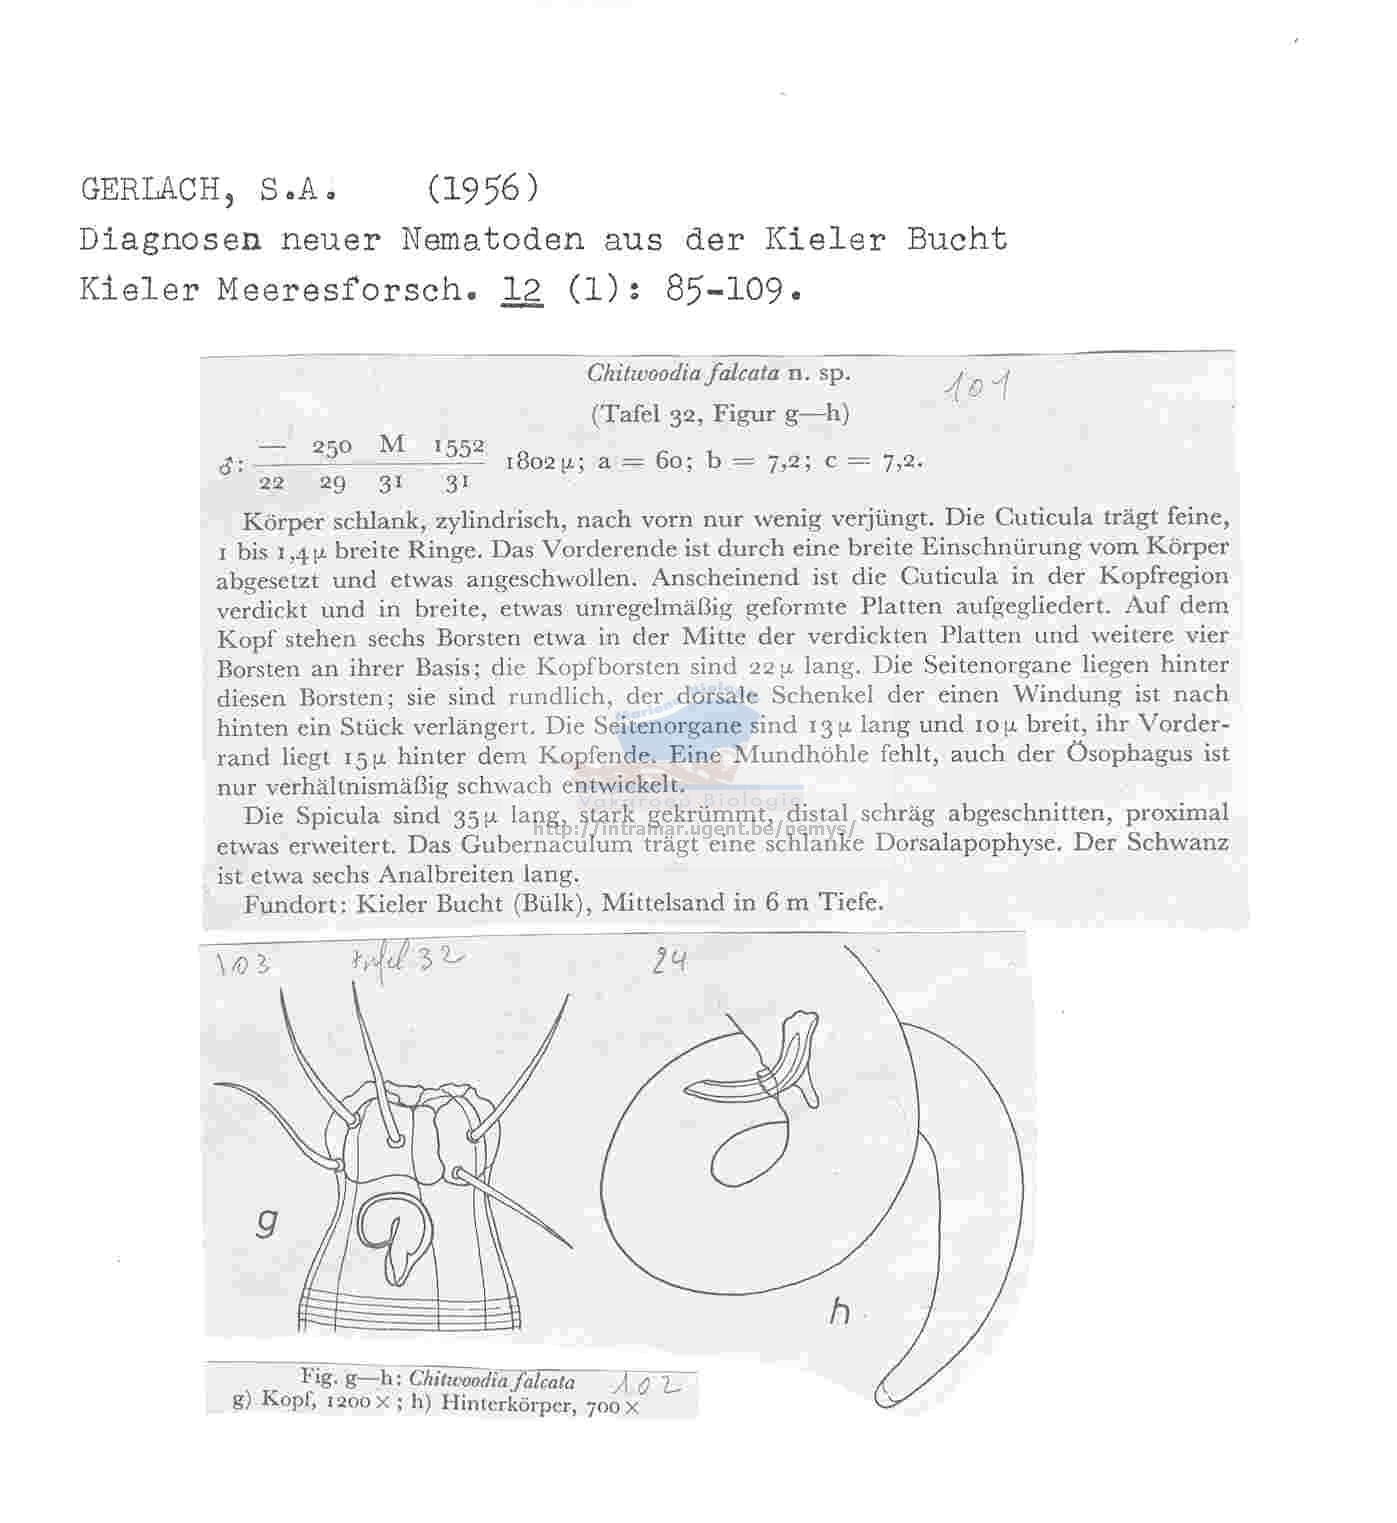 GERLACH, S.A. (1956)
Diagnosen neuer Nematoden aus der Kieler Bucht
Kieler Meeresforsch. 12 (1): 85-109.
Chitwoodia falcata n. sp. 101
(Tafel 32, Figur g—h)
— 250 M 1552
♂: 1802 µ; a = 60; b = 7,2; c = 7,2.
22 29 31 31
Körper schlank, zylindrisch, nach vorn nur wenig verjüngt. Die Cuticula trägt feine,
1 bis 1,4 µ breite Ringe. Das Vorderende ist durch eine breite Einschnürung vom Körper
abgesetzt und etwas angeschwollen. Anscheinend ist die Cuticula in der Kopfregion
verdickt und in breite, etwas unregelmäßig geformte Platten aufgegliedert. Auf dem
Kopf stehen sechs Borsten etwa in der Mitte der verdickten Platten und weitere vier
Borsten an ihrer Basis; die Kopfborsten sind 22 µ lang. Die Seitenorgane liegen hinter
diesen Borsten; sie sind rundlich, der dorsale Schenkel der einen Windung ist nach
hinten ein Stück verlängert. Die Seitenorgane sind 13 µ lang und 10 µ breit, ihr Vorder-
rand liegt 15 µ hinter dem Kopfende. Eine Mundhöhle fehlt, auch der Ösophagus ist
nur verhältnismäßig schwach entwickelt.
Vakgroep Biologie
Die Spicula sind 35 µ lang, stark gekrümmt, distal schräg abgeschnitten, proximal
http://intramar.ugent.be/nemys/
etwas erweitert. Das Gubernaculum trägt eine schlanke Dorsalapophyse. Der Schwanz
ist etwa sechs Analbreiten lang.
Fundort: Kieler Bucht (Bülk), Mittelsand in 6 m Tiefe.
103 tafel 32 24
g
h
Fig. g—h: Chitwoodia falcata 102
g) Kopf, 1200 ×; h) Hinterkörper, 700 ×